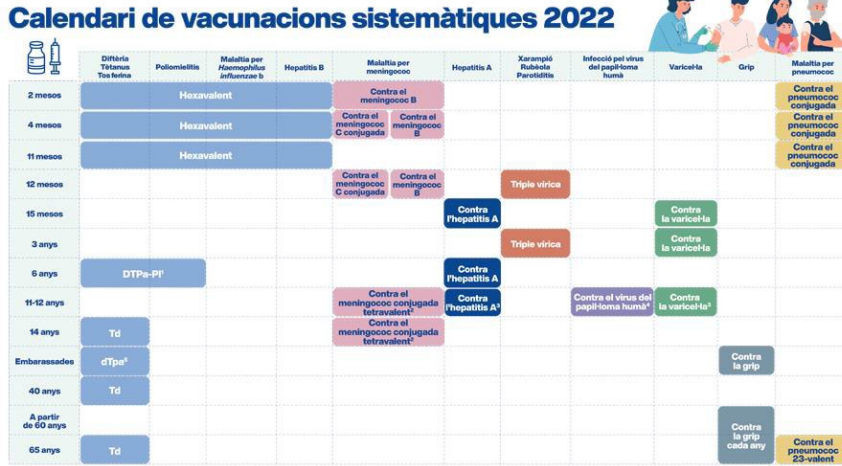 Calendari de vacunacions sistemàtiques 2022
Diftèria
Tètanus
Tos ferina
Poliomielitis
Malaltia per
Haemophilus
influenzae b
Hepatitis B
Malaltia per
meningococ
Hepatitis A
Xarampió
Rubèola
Parotiditis
Infecció pel virus
del papil·loma
humà
Varicel·la
Grip
Malaltia per
pneumococ
2 mesos
Hexavalent
Contra el
meningococ B
Contra el
pneumococ
conjugada
4 mesos
Hexavalent
Contra el
meningococ
C conjugada
Contra el
meningococ
B
Contra el
pneumococ
conjugada
11 mesos
Hexavalent
Contra el
pneumococ
conjugada
12 mesos
Contra el
meningococ
C conjugada
Contra el
meningococ
B
Triple vírica
15 mesos
Contra
l'hepatitis A
Contra
la varicel·la
3 anys
Triple vírica
Contra
la varicel·la
6 anys
DTPa-PI¹
Contra
l'hepatitis A
11-12 anys
Contra el
meningococ conjugada
tetravalent²
Contra
l'hepatitis A³
Contra el virus del
papil·loma humà⁴
Contra
la varicel·la³
14 anys
Td
Contra el
meningococ conjugada
tetravalent²
Embarassades
dTpa⁵
Contra
la grip
40 anys
Td
A partir
de 60 anys
Contra
la grip
cada any
65 anys
Td
Contra el
pneumococ
23-valent